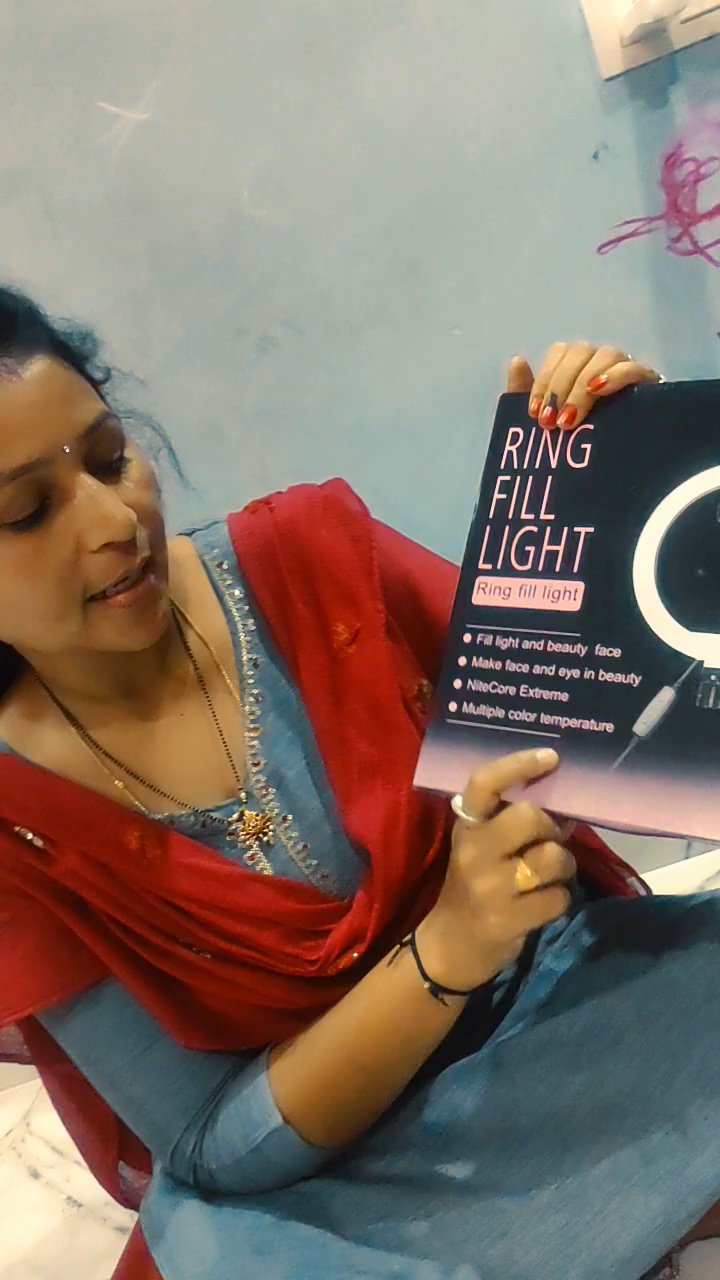 RING
FILL
LIGHT
Ring fill light
Fill light and beauty face
Make face and eye in beauty
NiteCore Extreme
Multiple color temperature